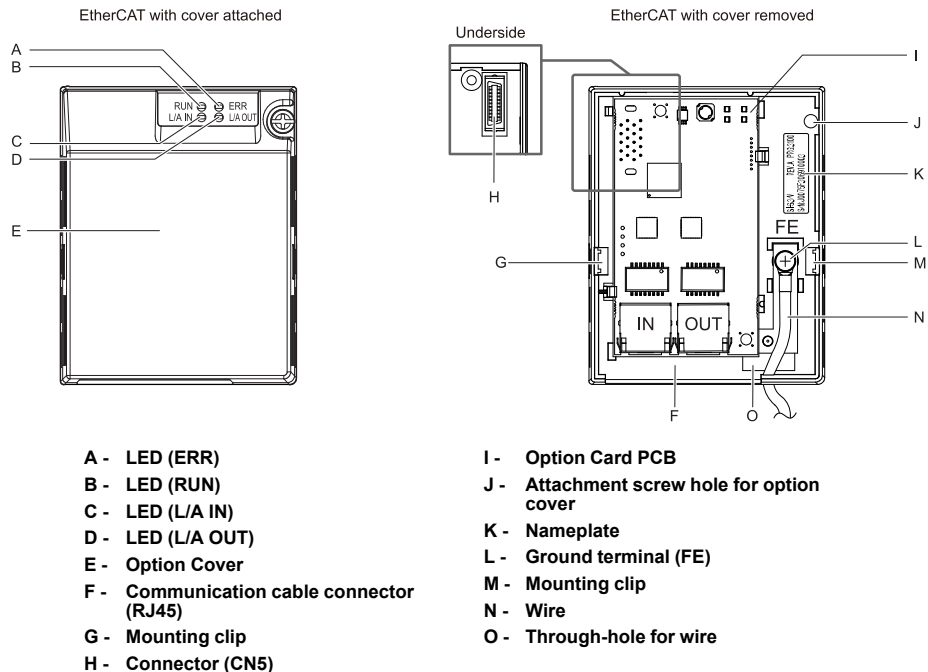 EtherCAT with cover attached
EtherCAT with cover removed
Underside
A
B
RUN ERR
L/A IN L/A OUT
C
D
E
I
J
K
H
FE
L
M
G
N
IN OUT
F
O
A - LED (ERR)
B - LED (RUN)
C - LED (L/A IN)
D - LED (L/A OUT)
E - Option Cover
F - Communication cable connector
(RJ45)
G - Mounting clip
H - Connector (CN5)
I - Option Card PCB
J - Attachment screw hole for option
cover
K - Nameplate
L - Ground terminal (FE)
M - Mounting clip
N - Wire
O - Through-hole for wire